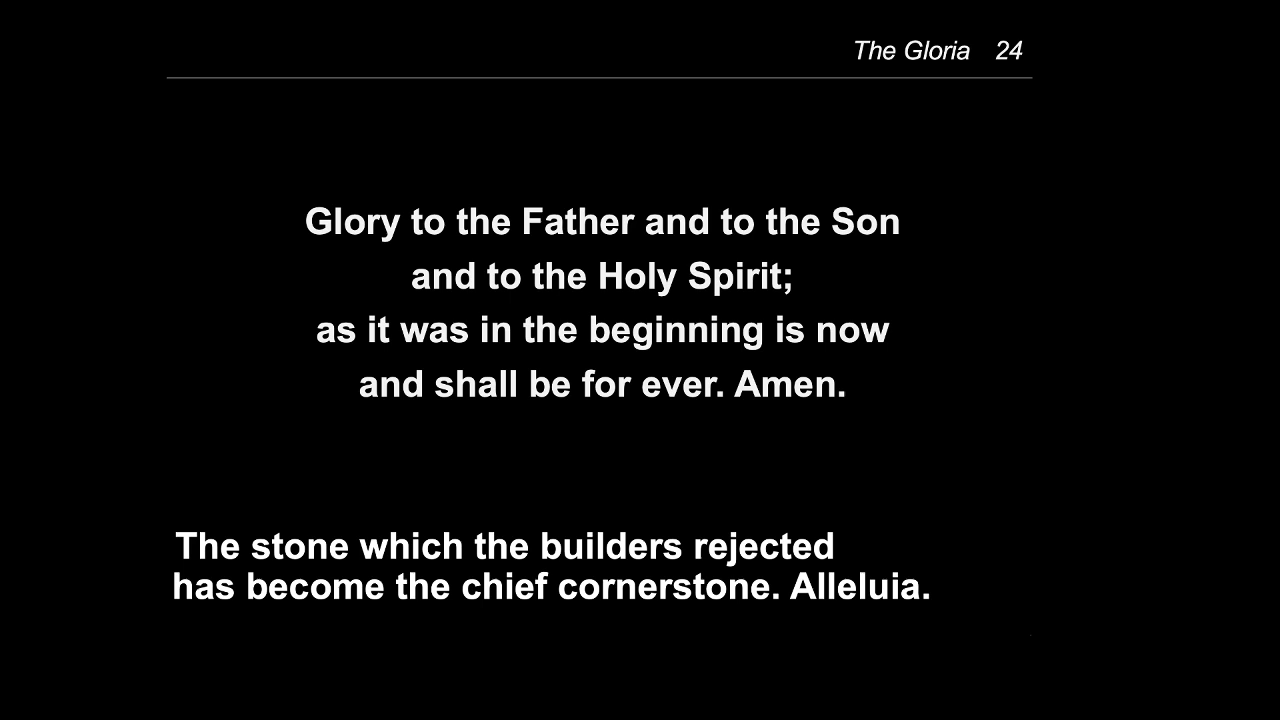 The Gloria 24
Glory to the Father and to the Son
and to the Holy Spirit;
as it was in the beginning is now
and shall be for ever. Amen.
The stone which the builders rejected
has become the chief cornerstone. Alleluia.